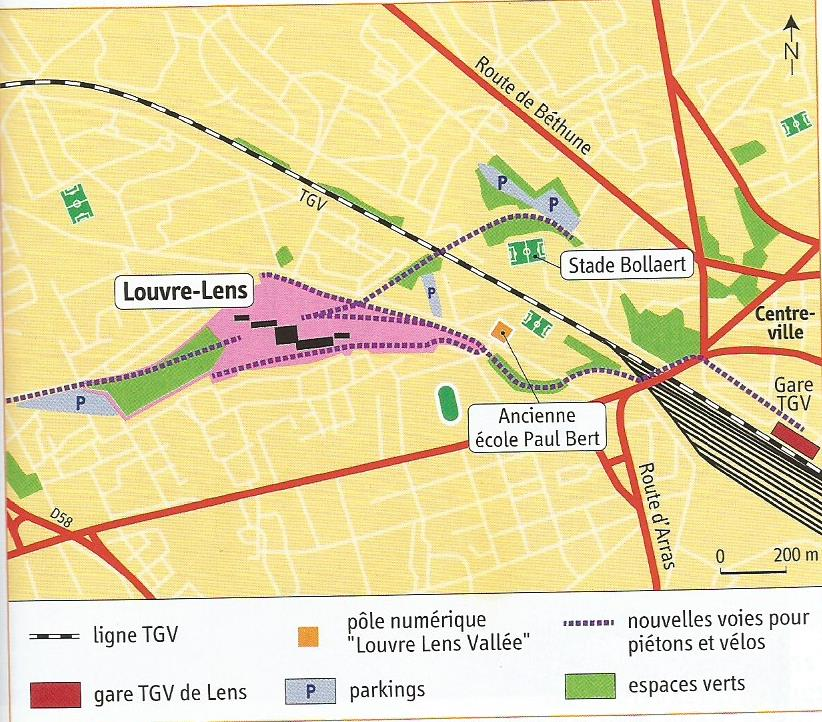 N
Route de Béthune
TGV
P
P
Stade Bollaert
Louvre-Lens
P
Centre-
ville
Gare
TGV
P
Ancienne
école Paul Bert
D58
Route d'Arras
0 200 m
ligne TGV
pôle numérique
"Louvre Lens Vallée"
nouvelles voies pour
piétons et vélos
gare TGV de Lens
P parkings
espaces verts